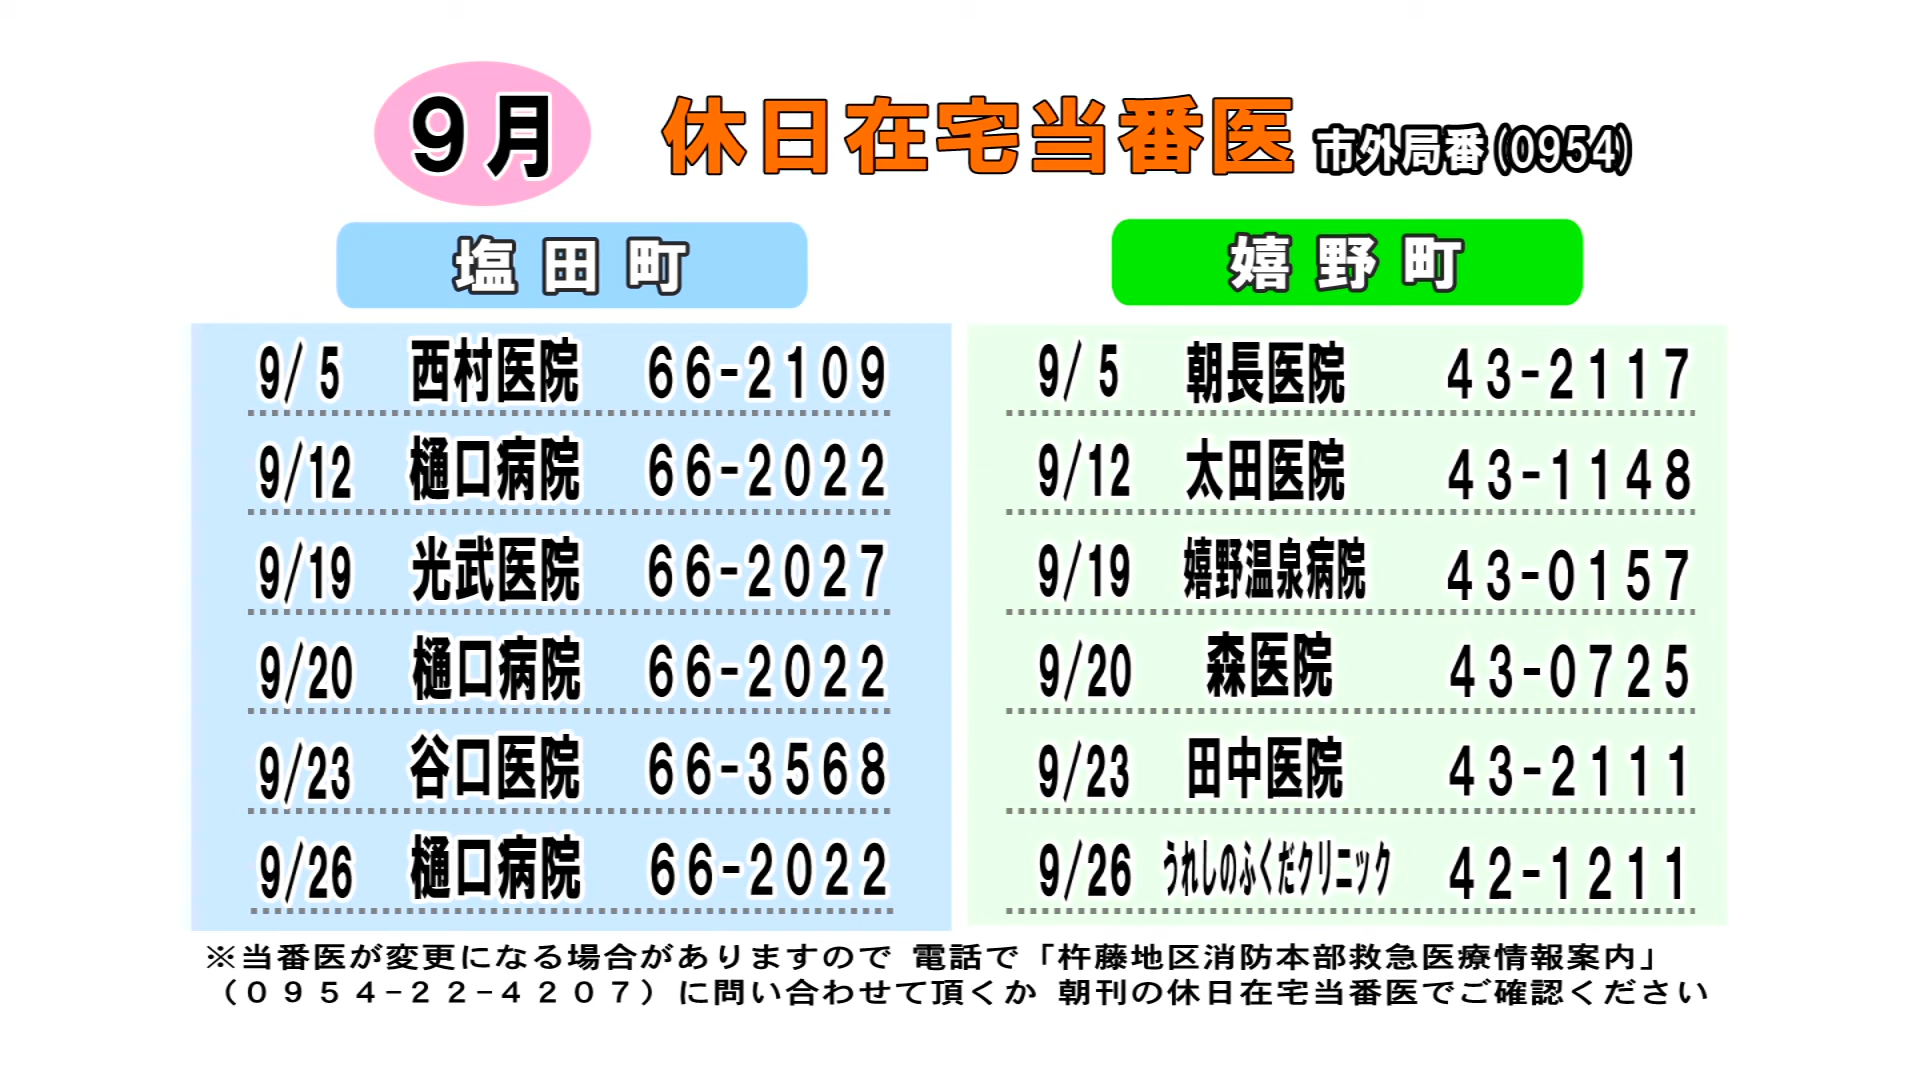 9月 休日在宅当番医 市外局番(0954)
塩田町
9/5 西村医院 66-2109
9/12 樋口病院 66-2022
9/19 光武医院 66-2027
9/20 樋口病院 66-2022
9/23 谷口医院 66-3568
9/26 樋口病院 66-2022
嬉野町
9/5 朝長医院 43-2117
9/12 太田医院 43-1148
9/19 嬉野温泉病院 43-0157
9/20 森医院 43-0725
9/23 田中医院 43-2111
9/26 うれしのふくだクリニック 42-1211
※当番医が変更になる場合がありますので 電話で「杵藤地区消防本部救急医療情報案内」
（０９５４-２２-４２０７）に問い合わせて頂くか 朝刊の休日在宅当番医でご確認ください